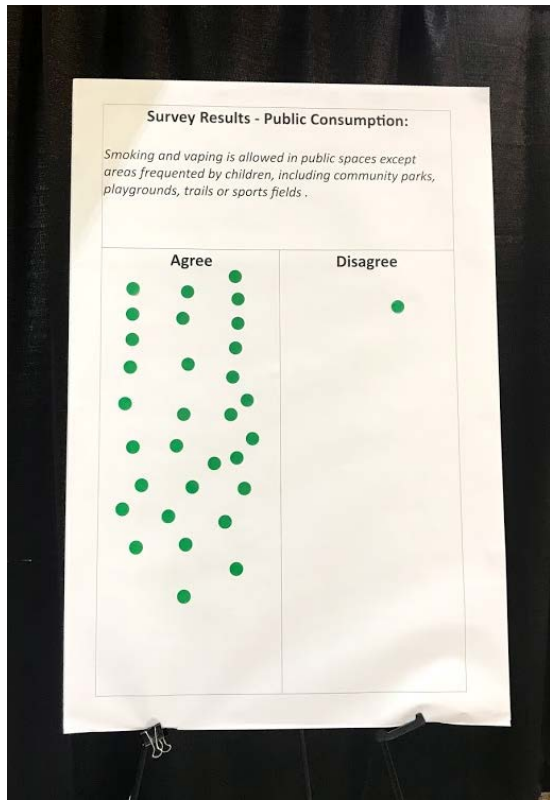 Survey Results - Public Consumption:
Smoking and vaping is allowed in public spaces except
areas frequented by children, including community parks,
playgrounds, trails or sports fields .
Agree
Disagree